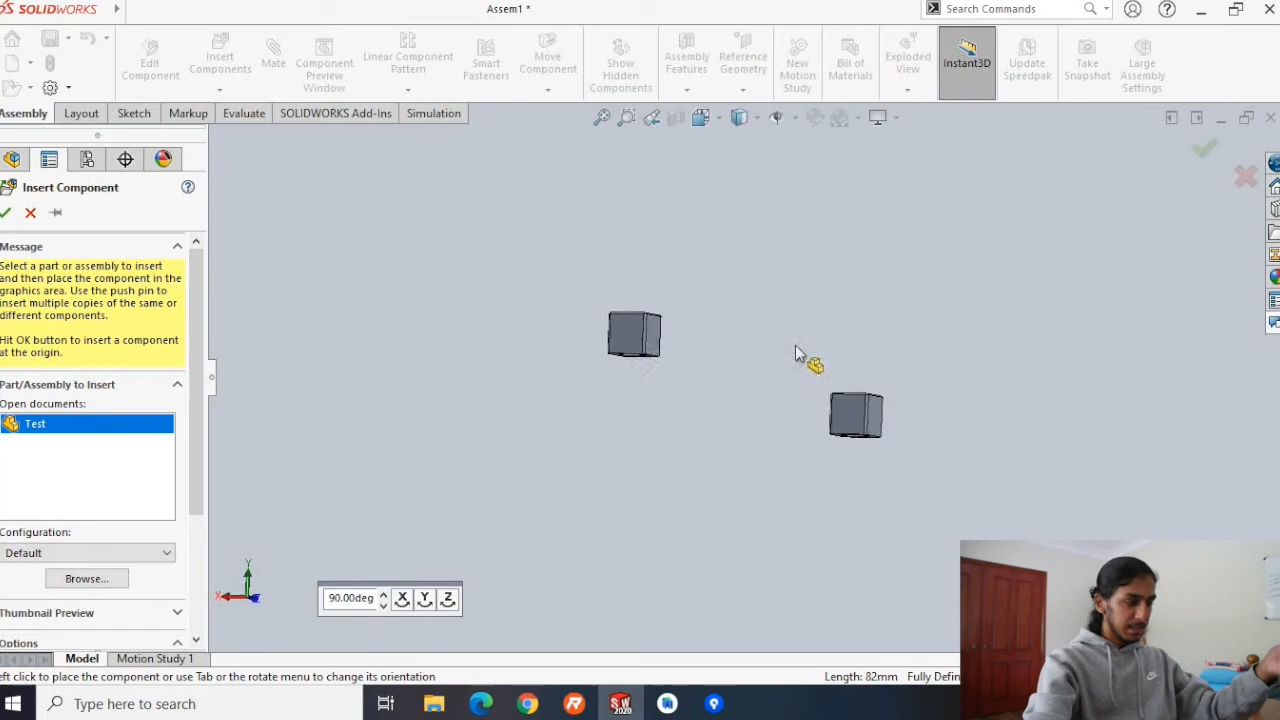 SOLIDWORKS
Assem1 *
Search Commands
Edit Component
Insert Components
Mate
Component Preview Window
Linear Component Pattern
Smart Fasteners
Move Component
Show Hidden Components
Assembly Features
Reference Geometry
New Motion Study
Bill of Materials
Exploded View
Instant3D
Update Speedpak
Take Snapshot
Large Assembly Settings
Assembly
Layout
Sketch
Markup
Evaluate
SOLIDWORKS Add-Ins
Simulation
Insert Component
Message
Select a part or assembly to insert
and then place the component in the
graphics area. Use the push pin to
insert multiple copies of the same or
different components.
Hit OK button to insert a component
at the origin.
Part/Assembly to Insert
Open documents:
Test
Configuration:
Default
Browse...
Thumbnail Preview
Options
Y
X
Z
90.00deg
X
Y
Z
Model
Motion Study 1
eft click to place the component or use Tab or the rotate menu to change its orientation
Length: 82mm
Fully Defin
Type here to search
SW
2020